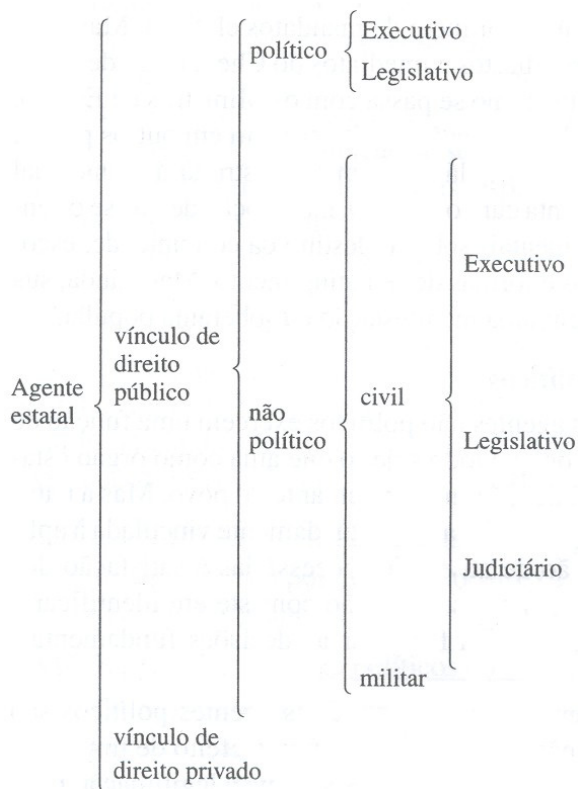 político
Executivo
Legislativo
Executivo
vínculo de
direito
público
Agente
estatal
não
político
civil
Legislativo
Judiciário
militar
vínculo de
direito privado